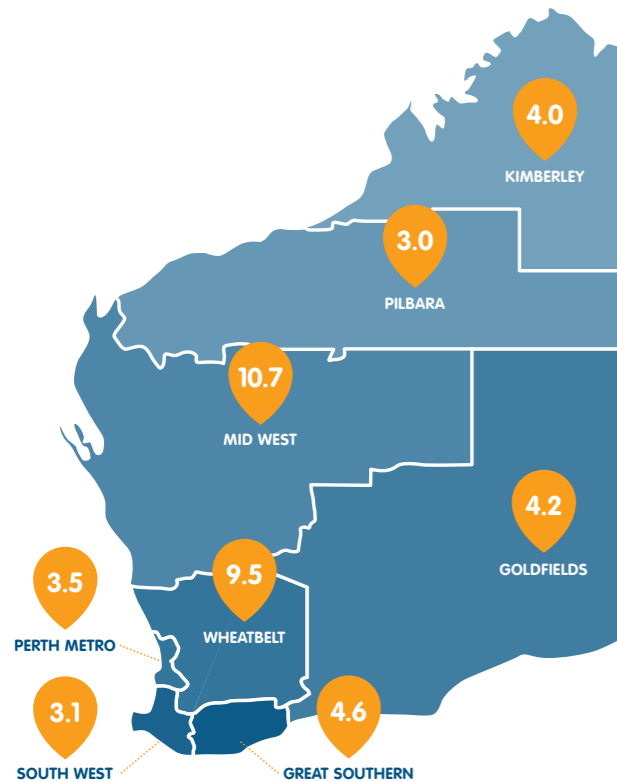 4.0
KIMBERLEY
3.0
PILBARA
10.7
MID WEST
4.2
GOLDFIELDS
3.5
PERTH METRO
9.5
WHEATBELT
3.1
SOUTH WEST
4.6
GREAT SOUTHERN